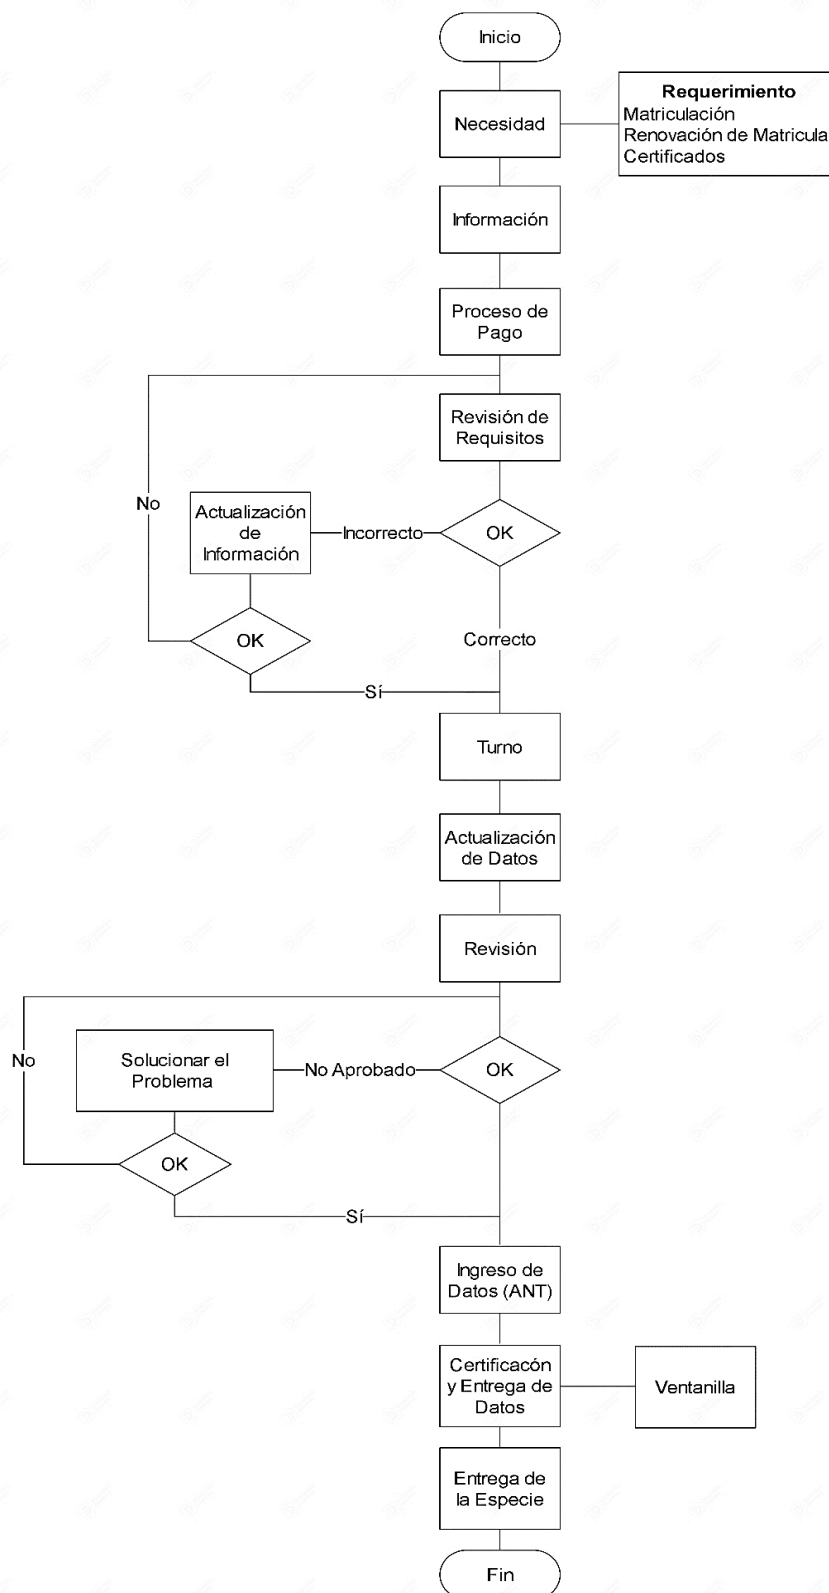 Inicio
Necesidad
Requerimiento
Matriculación
Renovación de Matricula
Certificados
Información
Proceso de
Pago
Revisión de
Requisitos
No
Actualización
de
Información
Incorrecto
OK
OK
Correcto
Sí
Turno
Actualización
de Datos
Revisión
No
Solucionar el
Problema
No Aprobado
OK
OK
Sí
Ingreso de
Datos (ANT)
Certificacón
y Entrega de
Datos
Ventanilla
Entrega de
la Especie
Fin